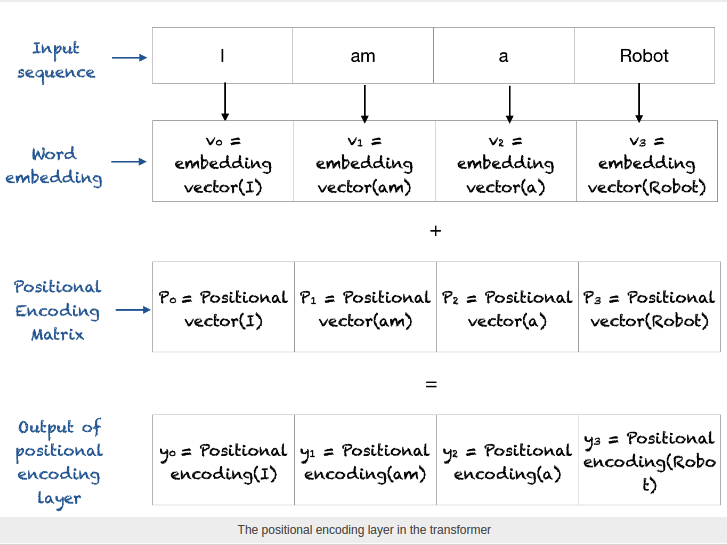 Input sequence
I am a Robot
Word embedding
v0 = embedding vector(I)
v1 = embedding vector(am)
v2 = embedding vector(a)
v3 = embedding vector(Robot)
+
Positional Encoding Matrix
P0 = Positional vector(I)
P1 = Positional vector(am)
P2 = Positional vector(a)
P3 = Positional vector(Robot)
=
Output of positional encoding layer
y0 = Positional encoding(I)
y1 = Positional encoding(am)
y2 = Positional encoding(a)
y3 = Positional encoding(Robot)
The positional encoding layer in the transformer